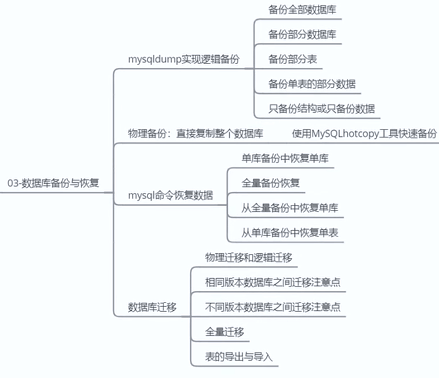 03-数据库备份与恢复
mysqldump实现逻辑备份
备份全部数据库
备份部分数据库
备份部分表
备份单表的部分数据
只备份结构或只备份数据
物理备份：直接复制整个数据库
使用MySQLhotcopy工具快速备份
mysql命令恢复数据
单库备份中恢复单库
全量备份恢复
从全量备份中恢复单库
从单库备份中恢复单表
数据库迁移
物理迁移和逻辑迁移
相同版本数据库之间迁移注意点
不同版本数据库之间迁移注意点
全量迁移
表的导出与导入